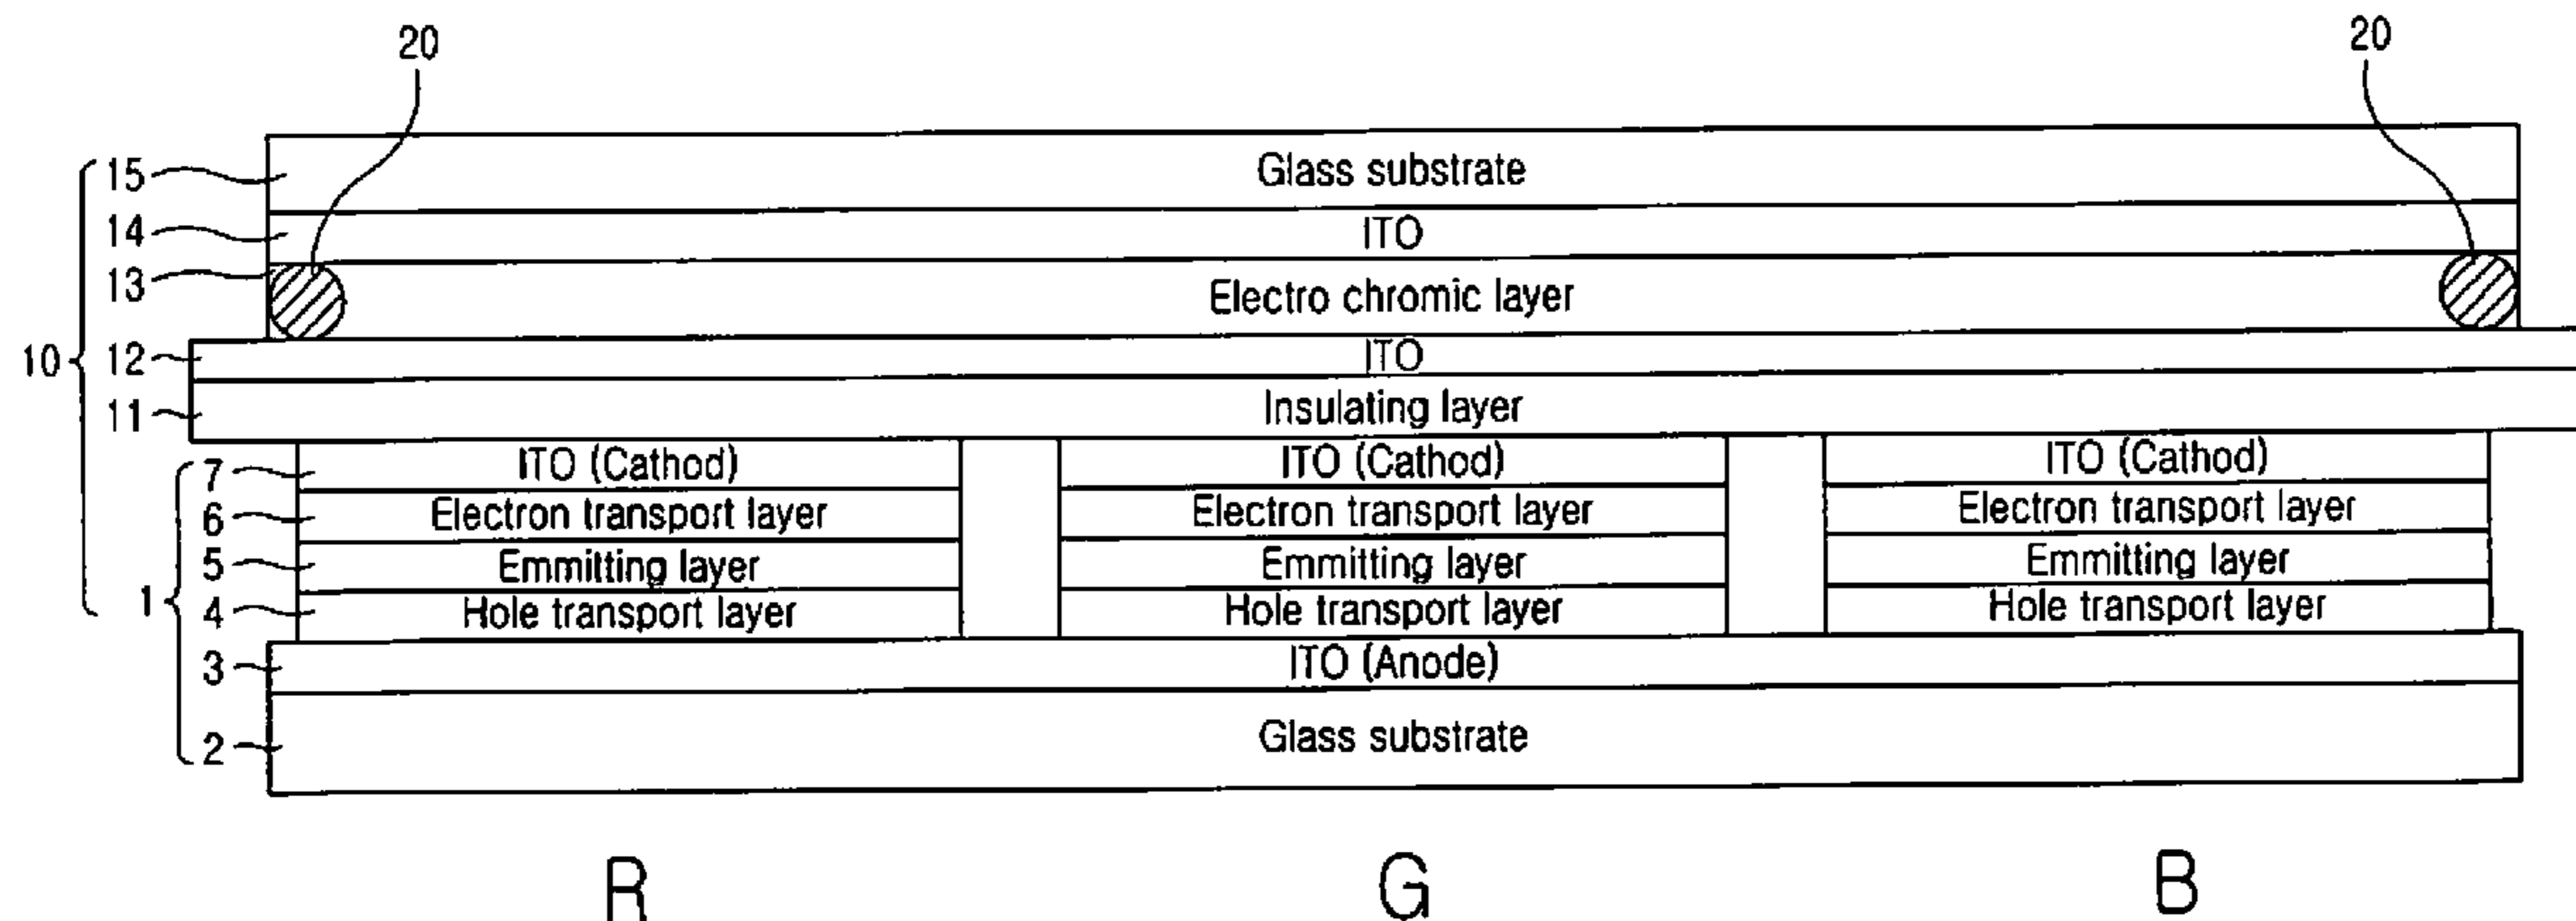 20 20
15 Glass substrate
14 ITO
13 Electro chromic layer
10 12 ITO
11 Insulating layer
7 ITO (Cathod) ITO (Cathod) ITO (Cathod)
6 Electron transport layer Electron transport layer Electron transport layer
5 Emmitting layer Emmitting layer Emmitting layer
1 4 Hole transport layer Hole transport layer Hole transport layer
3 ITO (Anode)
2 Glass substrate
R G B